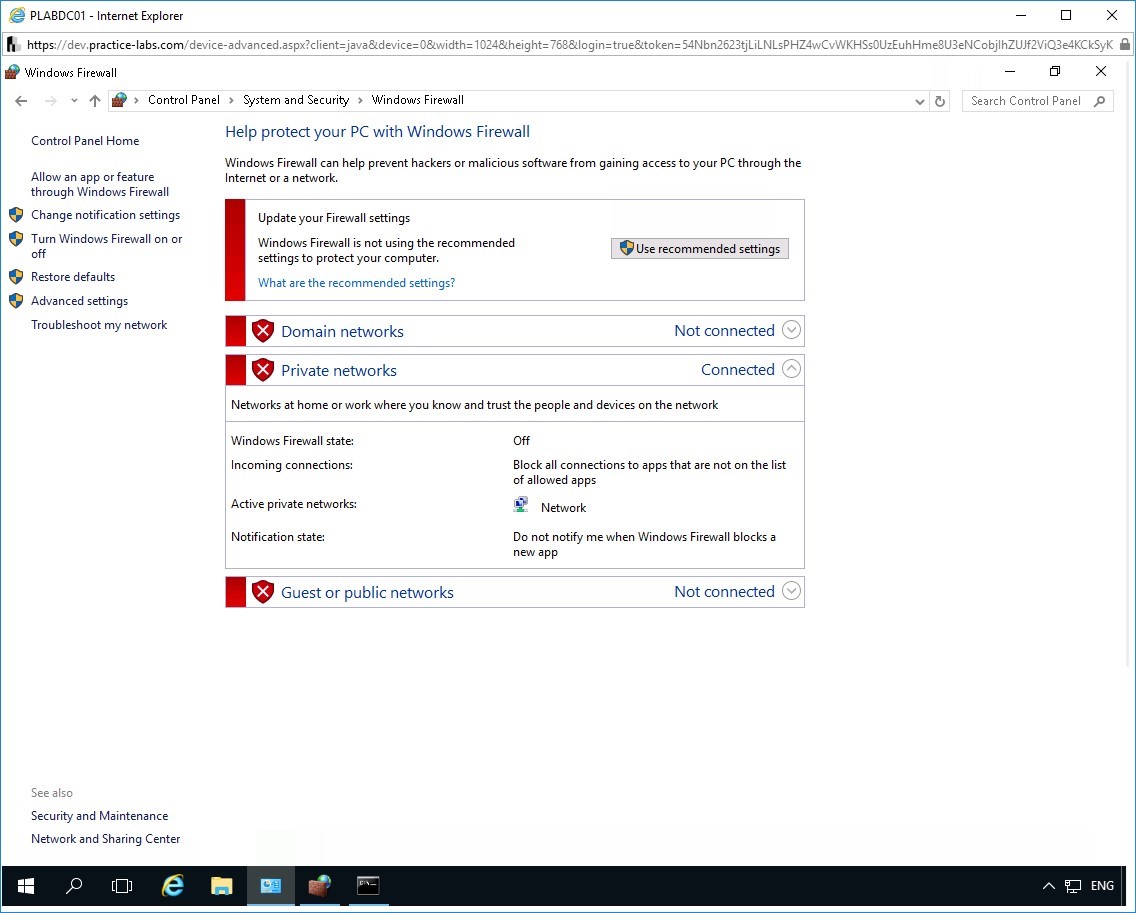 PLABDC01 - Internet Explorer
https://dev.practice-labs.com/device-advanced.aspx?client=java&device=0&width=1024&height=768&login=true&token=54Nbn2623tjLiLNLsPHZ4wCvWKHSs0UzEuhHme8U3eNCobjlhZUJf2ViQ3e4KCkSyK
Windows Firewall
Control Panel > System and Security > Windows Firewall
Search Control Panel
Control Panel Home
Allow an app or feature
through Windows Firewall
Change notification settings
Turn Windows Firewall on or
off
Restore defaults
Advanced settings
Troubleshoot my network
Help protect your PC with Windows Firewall
Windows Firewall can help prevent hackers or malicious software from gaining access to your PC through the
Internet or a network.
Update your Firewall settings
Windows Firewall is not using the recommended
settings to protect your computer.
Use recommended settings
What are the recommended settings?
Domain networks Not connected
Private networks Connected
Networks at home or work where you know and trust the people and devices on the network
Windows Firewall state: Off
Incoming connections: Block all connections to apps that are not on the list
of allowed apps
Active private networks: Network
Notification state: Do not notify me when Windows Firewall blocks a
new app
Guest or public networks Not connected
See also
Security and Maintenance
Network and Sharing Center
ENG